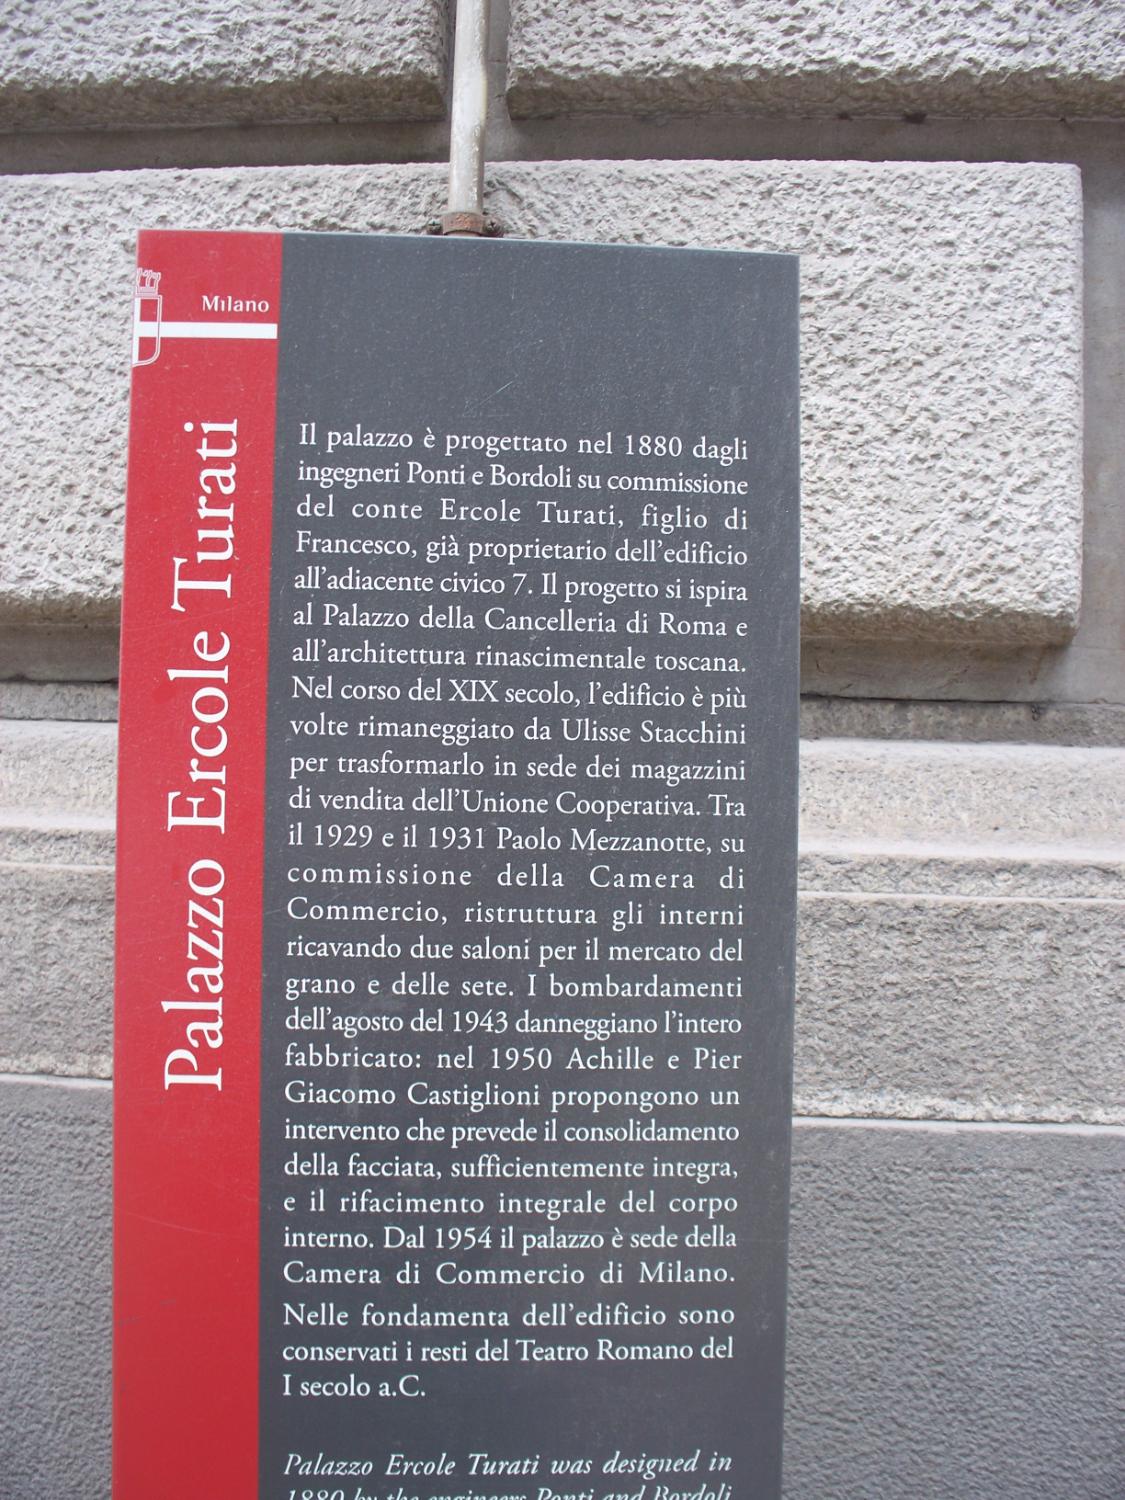 Milano
Palazzo Ercole Turati
Il palazzo è progettato nel 1880 dagli
ingegneri Ponti e Bordoli su commissione
del conte Ercole Turati, figlio di
Francesco, già proprietario dell'edificio
all'adiacente civico 7. Il progetto si ispira
al Palazzo della Cancelleria di Roma e
all'architettura rinascimentale toscana.
Nel corso del XIX secolo, l'edificio è più
volte rimaneggiato da Ulisse Stacchini
per trasformarlo in sede dei magazzini
di vendita dell'Unione Cooperativa. Tra
il 1929 e il 1931 Paolo Mezzanotte, su
commissione della Camera di
Commercio, ristruttura gli interni
ricavando due saloni per il mercato del
grano e delle sete. I bombardamenti
dell'agosto del 1943 danneggiano l'intero
fabbricato: nel 1950 Achille e Pier
Giacomo Castiglioni propongono un
intervento che prevede il consolidamento
della facciata, sufficientemente integra,
e il rifacimento integrale del corpo
interno. Dal 1954 il palazzo è sede della
Camera di Commercio di Milano.
Nelle fondamenta dell'edificio sono
conservati i resti del Teatro Romano del
I secolo a.C.
Palazzo Ercole Turati was designed in
1880 by the engineers Ponti and Bordoli